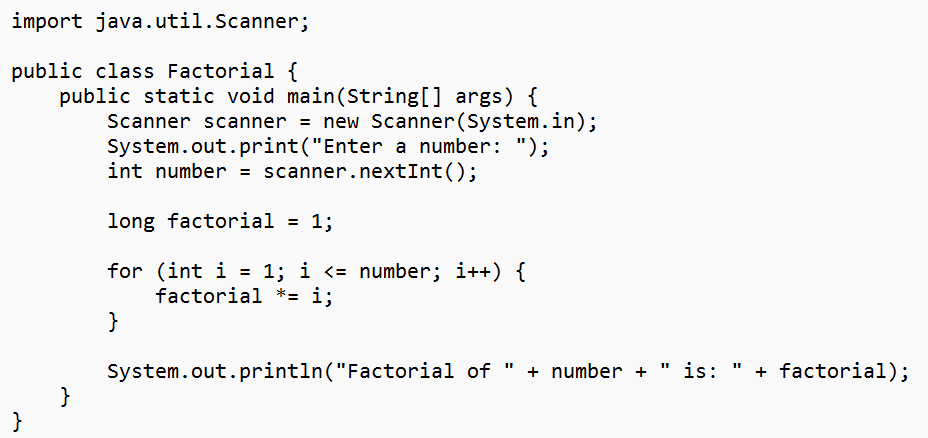 import java.util.Scanner;

public class Factorial {
    public static void main(String[] args) {
        Scanner scanner = new Scanner(System.in);
        System.out.print("Enter a number: ");
        int number = scanner.nextInt();

        long factorial = 1;

        for (int i = 1; i <= number; i++) {
            factorial *= i;
        }

        System.out.println("Factorial of " + number + " is: " + factorial);
    }
}